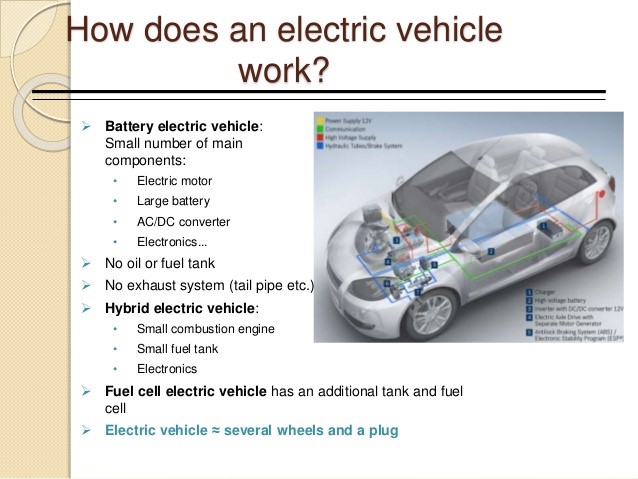 How does an electric vehicle
work?
➢ Battery electric vehicle:
Small number of main
components:
• Electric motor
• Large battery
• AC/DC converter
• Electronics...
➢ No oil or fuel tank
➢ No exhaust system (tail pipe etc.)
➢ Hybrid electric vehicle:
• Small combustion engine
• Small fuel tank
• Electronics
➢ Fuel cell electric vehicle has an additional tank and fuel
cell
➢ Electric vehicle ≈ several wheels and a plug
Power Supply 12V
Communication
High Voltage Supply
Hydraulic Tubes/Brake System
3
4
5
2
1
1 Charger
2 High voltage battery
3 Inverter with DC/DC converter 12V
4 Electric Axle Drive with
Separate Motor Generator
5 Antilock Braking System (ABS) /
Electronic Stability Program (ESP®)